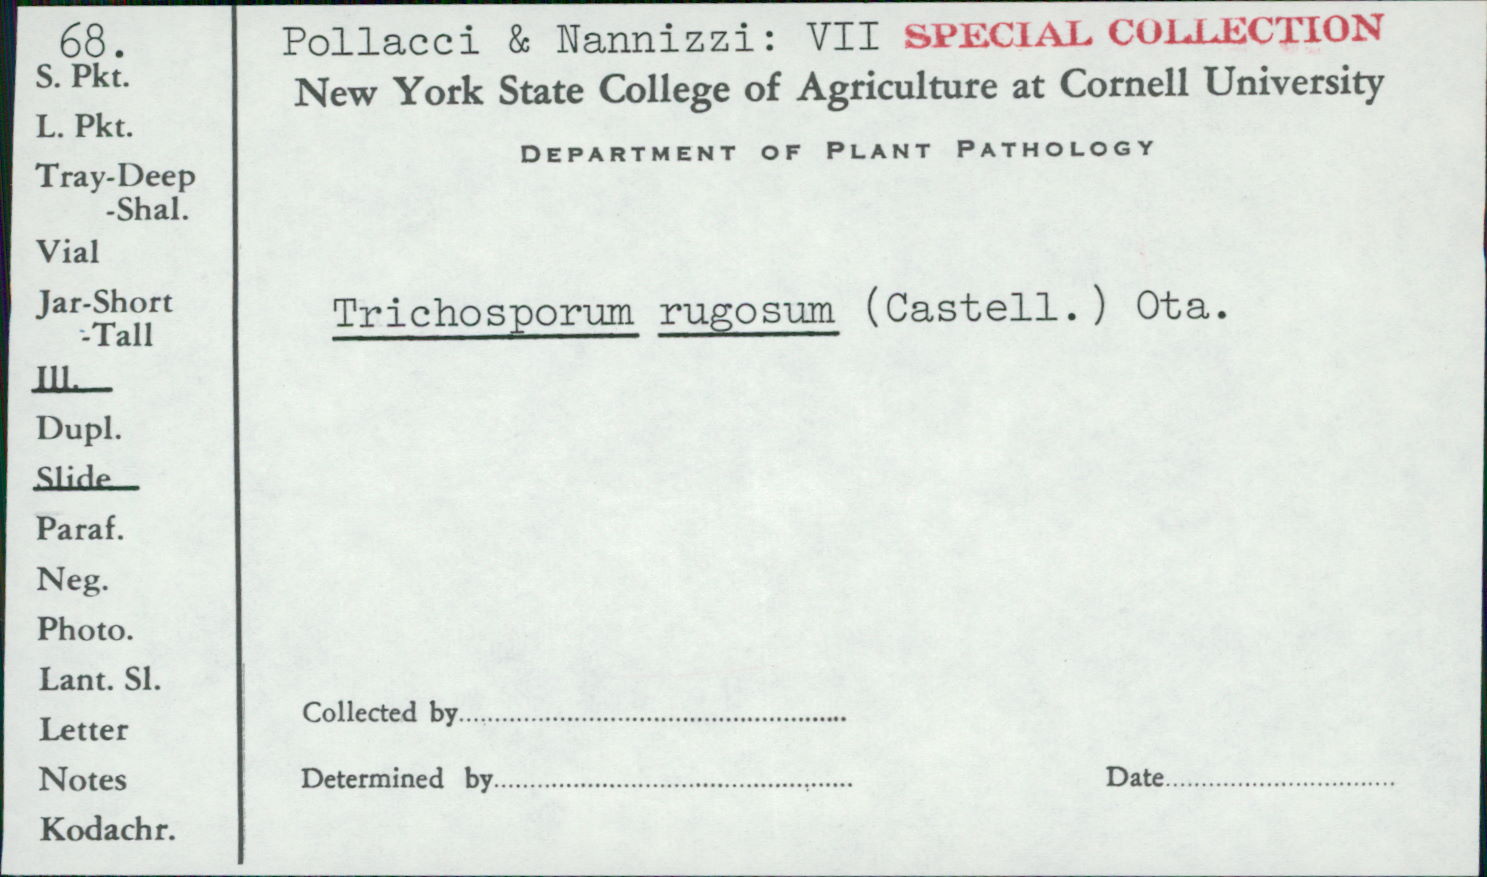 68.
Pollacci & Nannizzi: VII SPECIAL COLLECTION
New York State College of Agriculture at Cornell University
DEPARTMENT OF PLANT PATHOLOGY
S. Pkt.
L. Pkt.
Tray-Deep
-Shal.
Vial
Jar-Short
-Tall
Ill.
Dupl.
Slide
Paraf.
Neg.
Photo.
Lant. Sl.
Letter
Notes
Kodachr.
Trichosporum rugosum (Castell.) Ota.
Collected by
Determined by
Date